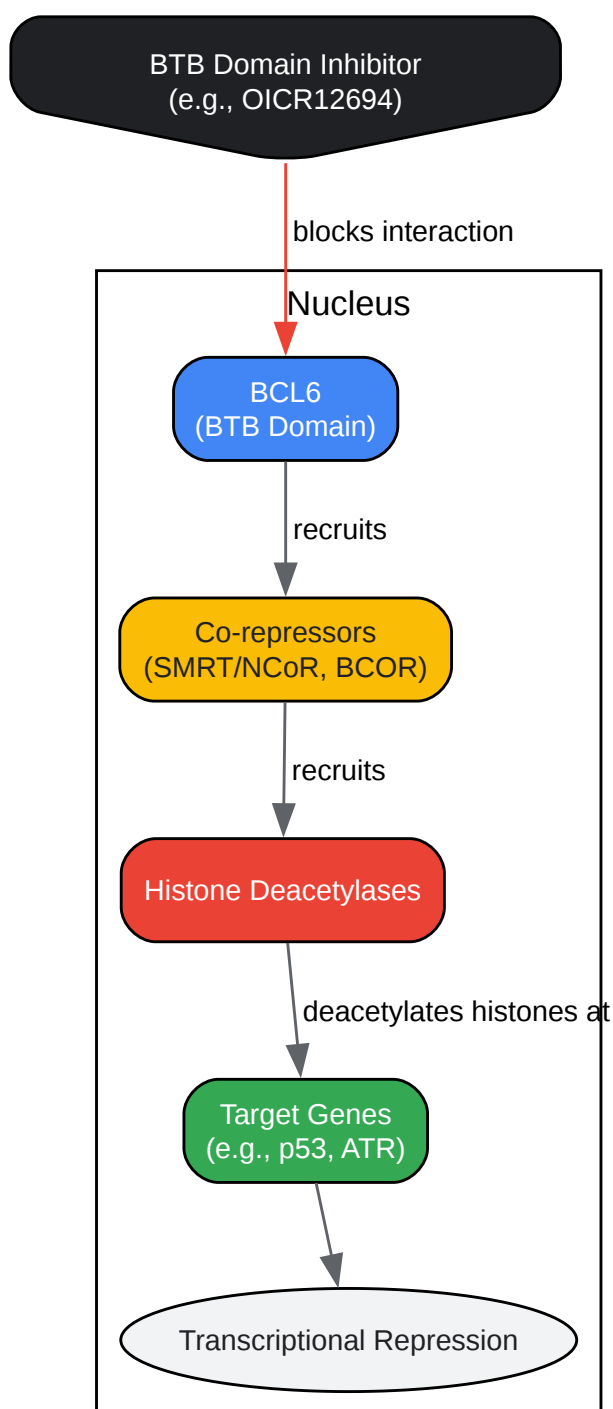 BTB Domain Inhibitor
(e.g., OICR12694)
blocks interaction
Nucleus
BCL6
(BTB Domain)
recruits
Co-repressors
(SMRT/NCoR, BCOR)
recruits
Histone Deacetylases
deacetylates histones at
Target Genes
(e.g., p53, ATR)
Transcriptional Repression